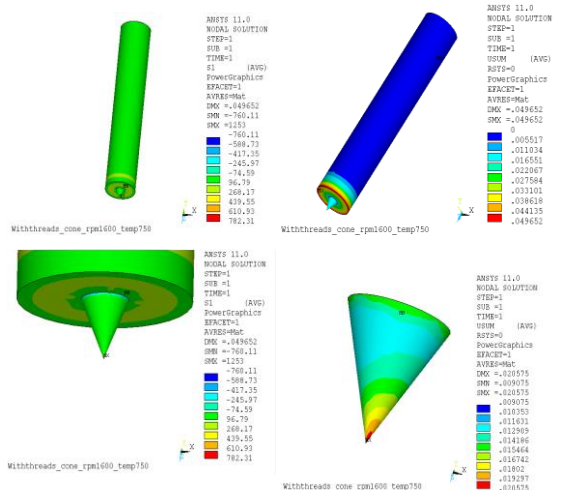 ANSYS 11.0
NODAL SOLUTION
STEP=1
SUB =1
TIME=1
S1 (AVG)
PowerGraphics
EFACET=1
AVRES=Mat
DMX =.049652
SMN =-760.11
SMX =1253
-760.11
-588.73
-417.35
-245.97
-74.59
96.79
268.17
439.55
610.93
782.31
X
Withthreads_cone_rpm1600_temp750
ANSYS 11.0
NODAL SOLUTION
STEP=1
SUB =1
TIME=1
USUM (AVG)
RSYS=0
PowerGraphics
EFACET=1
AVRES=Mat
DMX =.049652
SMX =.049652
0
.005517
.011034
.016551
.022067
.027584
.033101
.038618
.044135
.049652
X
Withthreads_cone_rpm1600_temp750
ANSYS 11.0
NODAL SOLUTION
STEP=1
SUB =1
TIME=1
S1 (AVG)
PowerGraphics
EFACET=1
AVRES=Mat
DMX =.049652
SMN =-760.11
SMX =1253
-760.11
-588.73
-417.35
-245.97
-74.59
96.79
268.17
439.55
610.93
782.31
X
Withthreads_cone_rpm1600_temp750
ANSYS 11.0
NODAL SOLUTION
STEP=1
SUB =1
TIME=1
USUM (AVG)
RSYS=0
PowerGraphics
EFACET=1
AVRES=Mat
DMX =.020575
SMN =.009075
SMX =.020575
.009075
.010353
.011631
.012909
.014186
.015464
.016742
.01802
.019297
.020575
X
Withthreads_cone_rpm1600_temp750